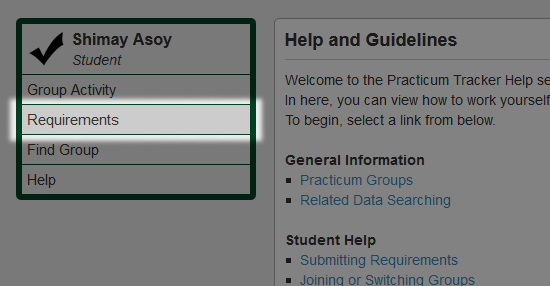 Shimay Asoy
Student
Group Activity
Requirements
Find Group
Help
Help and Guidelines
Welcome to the Practicum Tracker Help se
In here, you can view how to work yourself
To begin, select a link from below.
General Information
Practicum Groups
Related Data Searching
Student Help
Submitting Requirements
Joining or Switching Groups